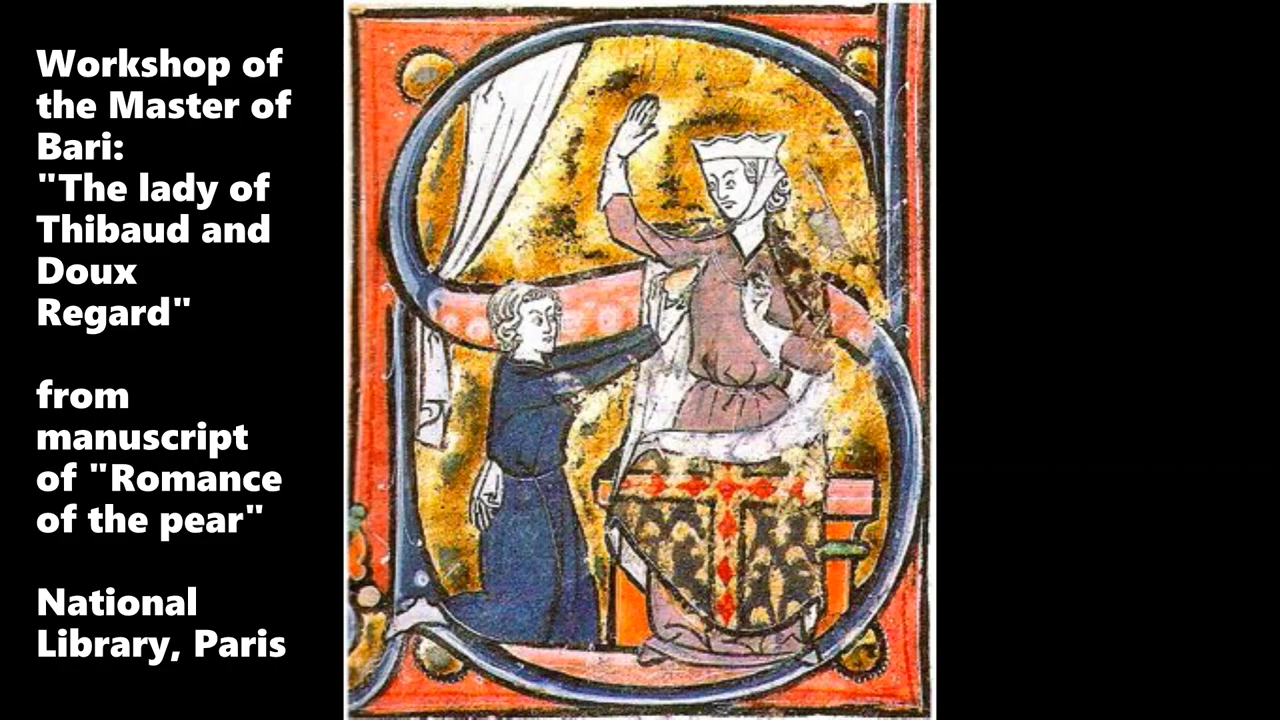 Workshop of
the Master of
Bari:
"The lady of
Thibaud and
Doux
Regard"
from
manuscript
of "Romance
of the pear"
National
Library, Paris